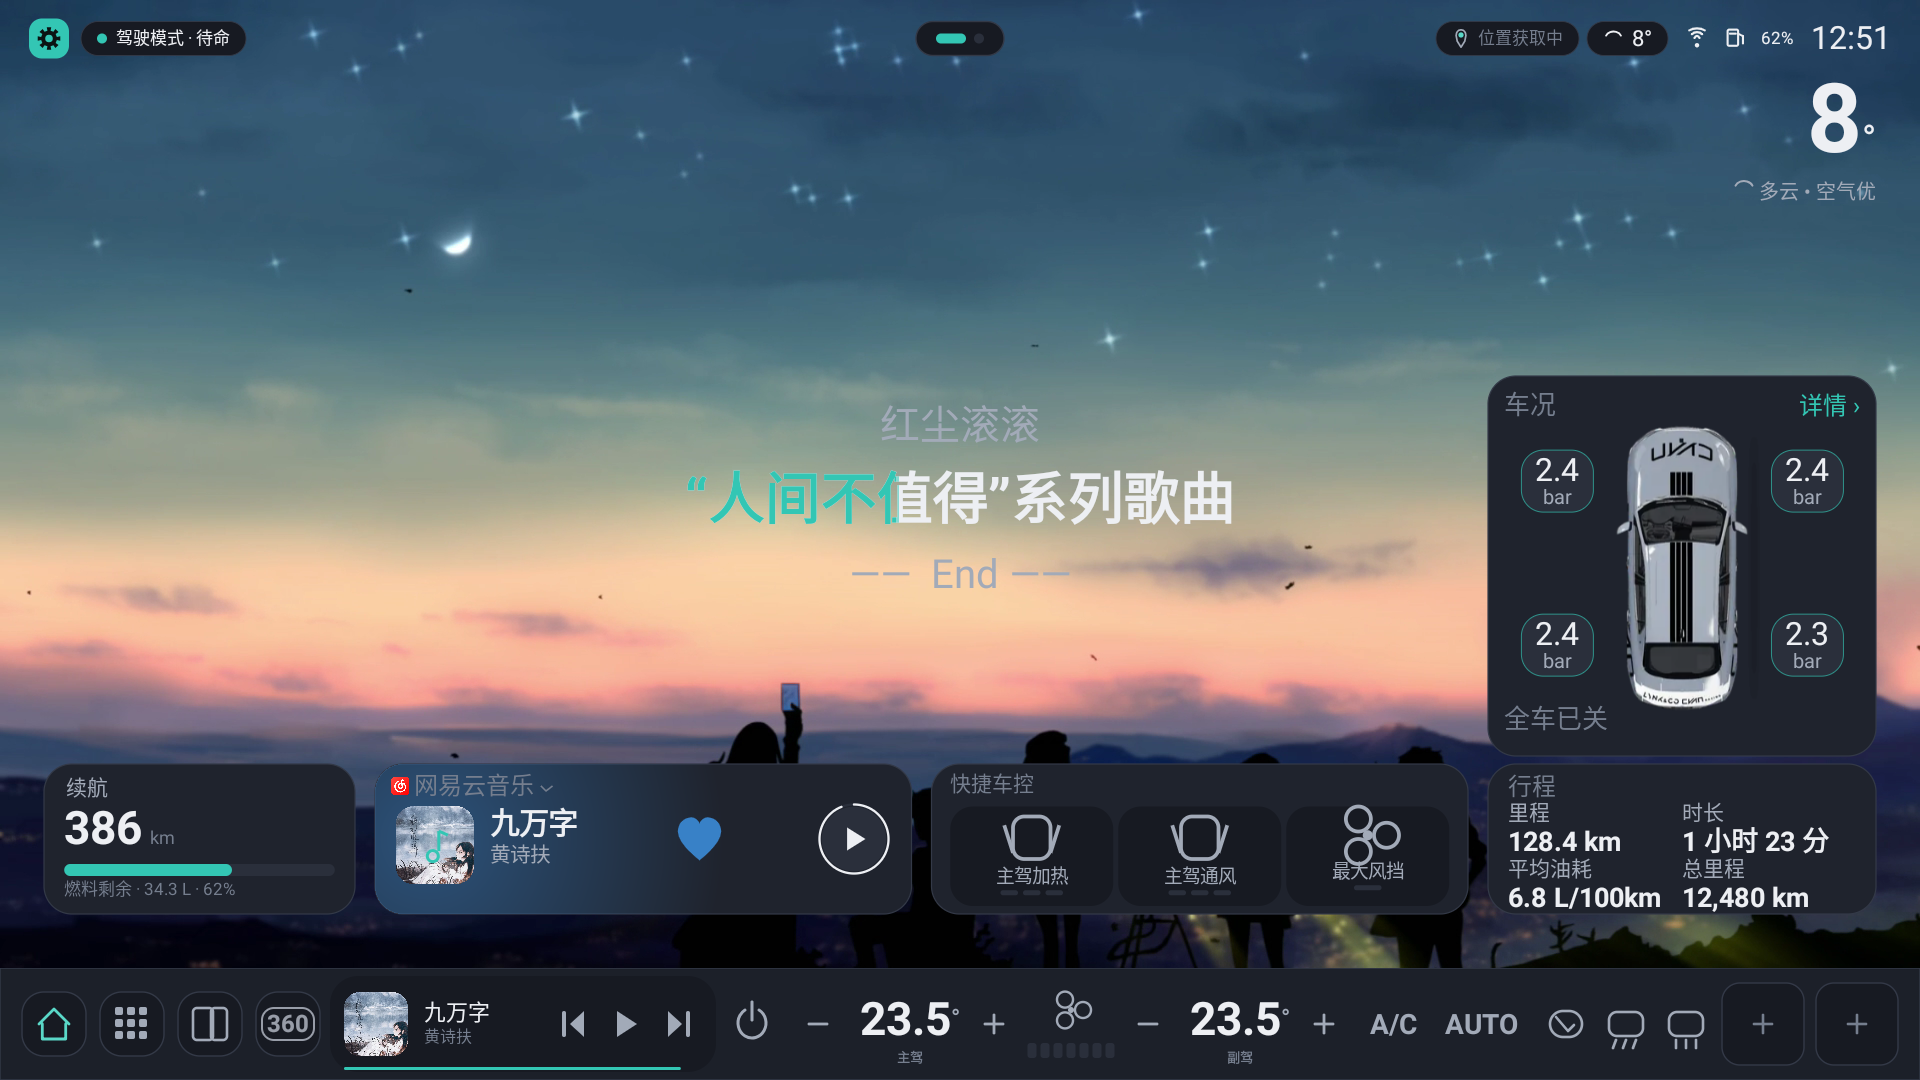 驾驶模式 · 待命
位置获取中
8°
62%
12:51
8°
多云 • 空气优
红尘滚滚
“人间不值得”系列歌曲
—— End ——
车况
详情 ›
2.4 bar
2.4 bar
2.4 bar
2.3 bar
全车已关
续航
386 km
燃料剩余 · 34.3 L · 62%
网易云音乐
九万字
黄诗扶
快捷车控
主驾加热
主驾通风
最大风挡
行程
里程
128.4 km
时长
1 小时 23 分
平均油耗
6.8 L/100km
总里程
12,480 km
360
九万字
黄诗扶
23.5°
主驾
23.5°
副驾
A/C
AUTO